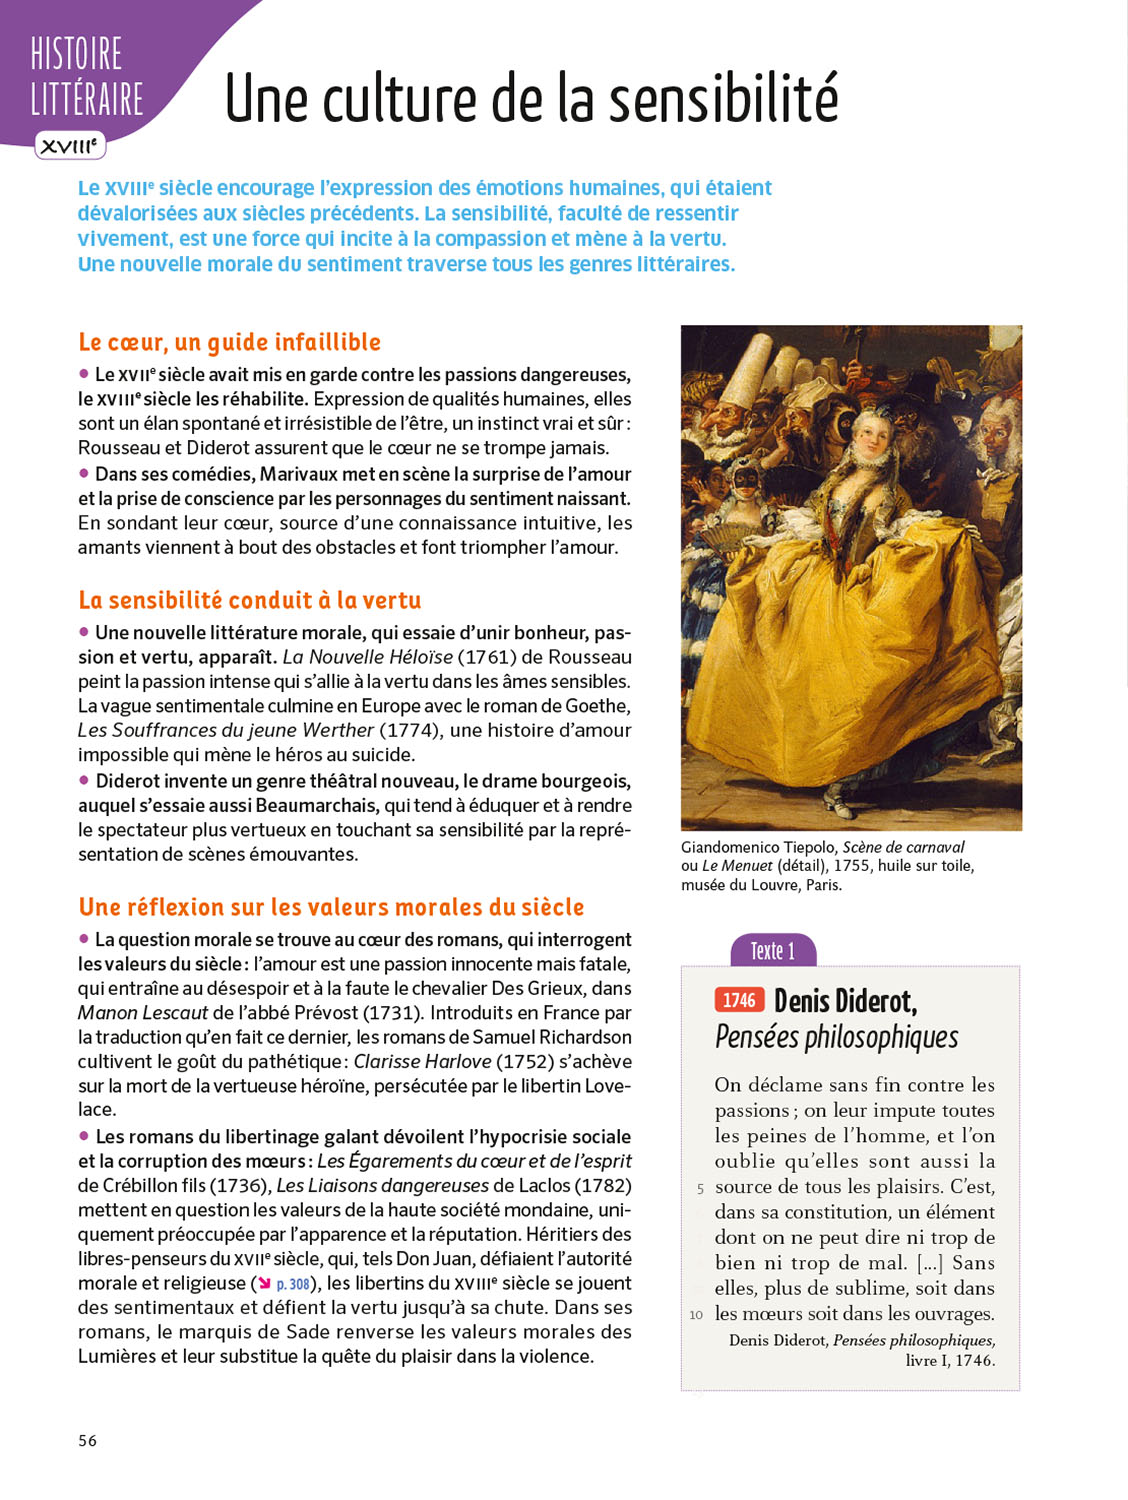 HISTOIRE
LITTÉRAIRE
XVIIIe
Une culture de la sensibilité
Le XVIIIe siècle encourage l’expression des émotions humaines, qui étaient
dévalorisées aux siècles précédents. La sensibilité, faculté de ressentir
vivement, est une force qui incite à la compassion et mène à la vertu.
Une nouvelle morale du sentiment traverse tous les genres littéraires.
Le cœur, un guide infaillible
• Le XVIIe siècle avait mis en garde contre les passions dangereuses,
le XVIIIe siècle les réhabilite. Expression de qualités humaines, elles
sont un élan spontané et irrésistible de l’être, un instinct vrai et sûr :
Rousseau et Diderot assurent que le cœur ne se trompe jamais.
• Dans ses comédies, Marivaux met en scène la surprise de l’amour
et la prise de conscience par les personnages du sentiment naissant.
En sondant leur cœur, source d’une connaissance intuitive, les
amants viennent à bout des obstacles et font triompher l’amour.
La sensibilité conduit à la vertu
• Une nouvelle littérature morale, qui essaie d’unir bonheur, pas-
sion et vertu, apparaît. La Nouvelle Héloïse (1761) de Rousseau
peint la passion intense qui s’allie à la vertu dans les âmes sensibles.
La vague sentimentale culmine en Europe avec le roman de Goethe,
Les Souffrances du jeune Werther (1774), une histoire d’amour
impossible qui mène le héros au suicide.
• Diderot invente un genre théâtral nouveau, le drame bourgeois,
auquel s’essaie aussi Beaumarchais, qui tend à éduquer et à rendre
le spectateur plus vertueux en touchant sa sensibilité par la repré-
sentation de scènes émouvantes.
Une réflexion sur les valeurs morales du siècle
• La question morale se trouve au cœur des romans, qui interrogent
les valeurs du siècle : l’amour est une passion innocente mais fatale,
qui entraîne au désespoir et à la faute le chevalier Des Grieux, dans
Manon Lescaut de l’abbé Prévost (1731). Introduits en France par
la traduction qu’en fait ce dernier, les romans de Samuel Richardson
cultivent le goût du pathétique : Clarisse Harlove (1752) s’achève
sur la mort de la vertueuse héroïne, persécutée par le libertin Love-
lace.
• Les romans du libertinage galant dévoilent l’hypocrisie sociale
et la corruption des mœurs : Les Égarements du cœur et de l’esprit
de Crébillon fils (1736), Les Liaisons dangereuses de Laclos (1782)
mettent en question les valeurs de la haute société mondaine, uni-
quement préoccupée par l’apparence et la réputation. Héritiers des
libres-penseurs du XVIIe siècle, qui, tels Don Juan, défiaient l’autorité
morale et religieuse (↘ p. 308), les libertins du XVIIIe siècle se jouent
des sentimentaux et défient la vertu jusqu’à sa chute. Dans ses
romans, le marquis de Sade renverse les valeurs morales des
Lumières et leur substitue la quête du plaisir dans la violence.
Giandomenico Tiepolo, Scène de carnaval
ou Le Menuet (détail), 1755, huile sur toile,
musée du Louvre, Paris.
Texte 1
1746 Denis Diderot,
Pensées philosophiques
On déclame sans fin contre les
passions ; on leur impute toutes
les peines de l’homme, et l’on
oublie qu’elles sont aussi la
5 source de tous les plaisirs. C’est,
dans sa constitution, un élément
dont on ne peut dire ni trop de
bien ni trop de mal. [...] Sans
elles, plus de sublime, soit dans
10 les mœurs soit dans les ouvrages.
Denis Diderot, Pensées philosophiques,
livre I, 1746.
56